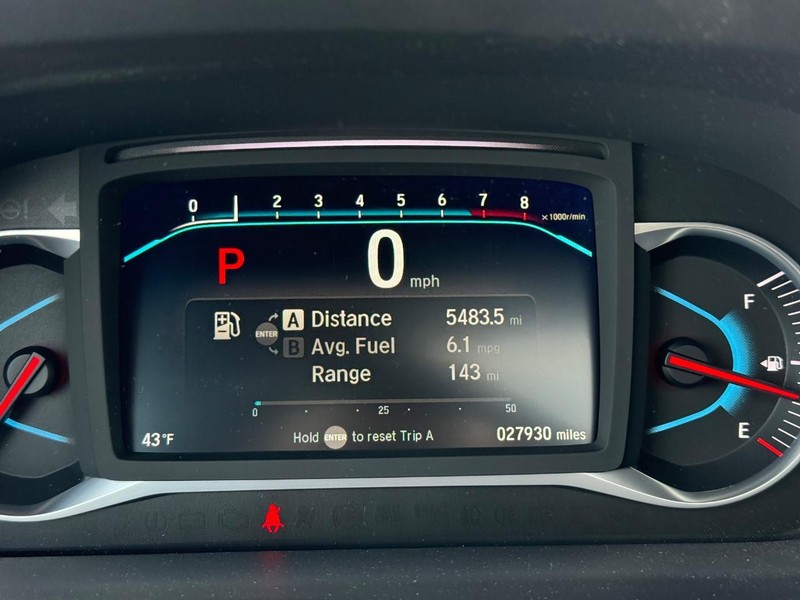 0 2 3 4 5 6 7 8
x1000r/min
P 0 mph
F
A Distance 5483.5 mi
ENTER
B Avg. Fuel 6.1 mpg
Range 143 mi
0 25 50
E
43°F Hold ENTER to reset Trip A 027930 miles